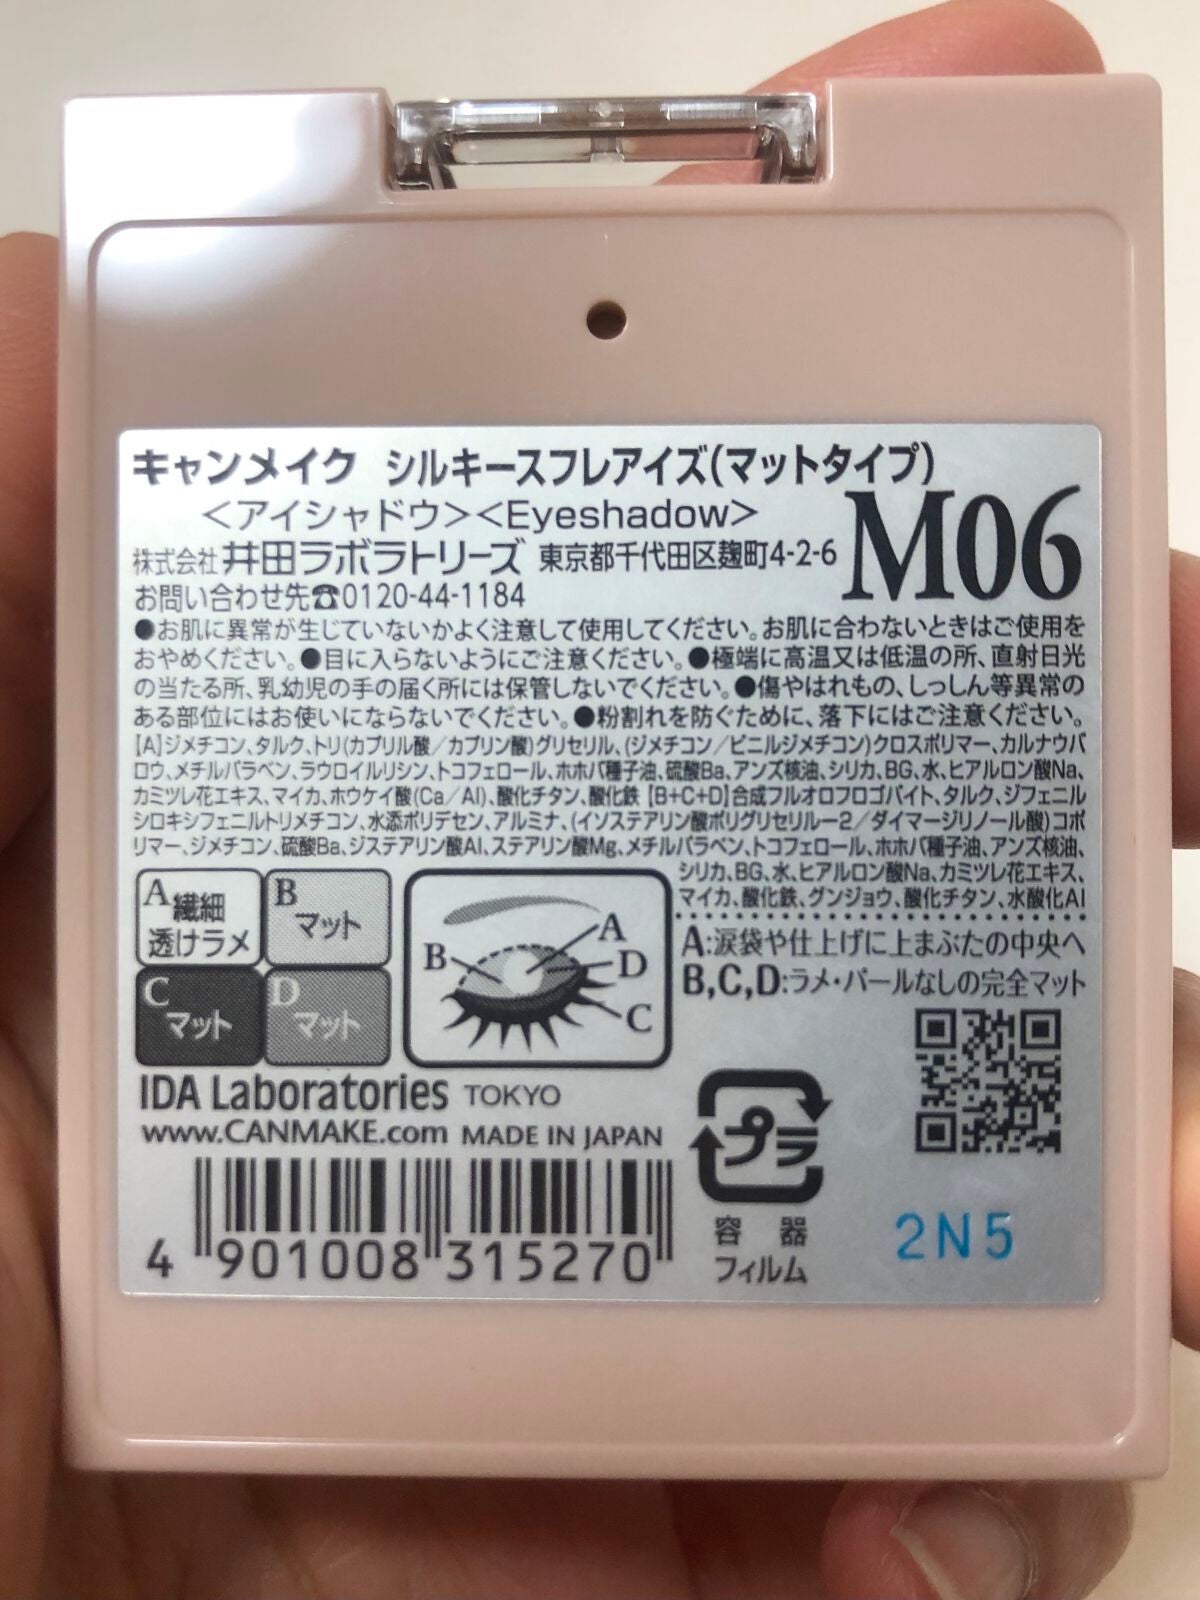 キャンメイク シルキースフレアイズ(マットタイプ)
<アイシャドウ><Eyeshadow>
M06
株式会社 井田ラボラトリーズ 東京都千代田区麹町4-2-6
お問い合わせ先☎0120-44-1184
●お肌に異常が生じていないかよく注意して使用してください。お肌に合わないときはご使用を
おやめください。●目に入らないようにご注意ください。●極端に高温又は低温の所、直射日光
の当たる所、乳幼児の手の届く所には保管しないでください。●傷やはれもの、しっしん等異常の
ある部位にはお使いにならないでください。●粉割れを防ぐために、落下にはご注意ください。
【A】ジメチコン、タルク、トリ(カプリル酸/カプリン酸)グリセリル、(ジメチコン/ビニルジメチコン)クロスポリマー、カルナウバ
ロウ、メチルパラベン、ラウロイルリシン、トコフェロール、ホホバ種子油、硫酸Ba、アンズ核油、シリカ、BG、水、ヒアルロン酸Na、
カミツレ花エキス、マイカ、ホウケイ酸(Ca/Al)、酸化チタン、酸化鉄【B+C+D】合成フルオロフロゴパイト、タルク、ジフェニル
シロキシフェニルトリメチコン、水添ポリデセン、アルミナ、(イソステアリン酸ポリグリセリル－2/ダイマージリノール酸)コポ
リマー、ジメチコン、硫酸Ba、ジステアリン酸Al、ステアリン酸Mg、メチルパラベン、トコフェロール、ホホバ種子油、アンズ核油、
シリカ、BG、水、ヒアルロン酸Na、カミツレ花エキス、
マイカ、酸化鉄、グンジョウ、酸化チタン、水酸化Al
A 繊細
透けラメ
B
マット
C
マット
D
マット
A
B
D
C
A:涙袋や仕上げに上まぶたの中央へ
B,C,D:ラメ・パールなしの完全マット
IDA Laboratories TOKYO
www.CANMAKE.com MADE IN JAPAN
プラ
容 器
フィルム
2N5
4 901008 315270